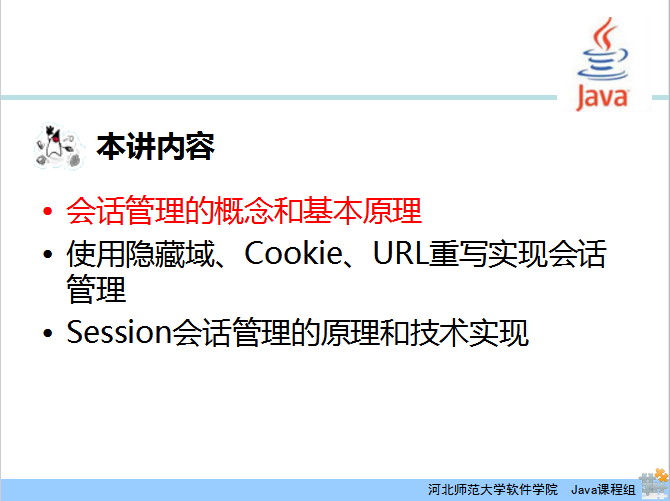 Java
本讲内容
• 会话管理的概念和基本原理
• 使用隐藏域、Cookie、URL重写实现会话
管理
• Session会话管理的原理和技术实现
河北师范大学软件学院 Java课程组